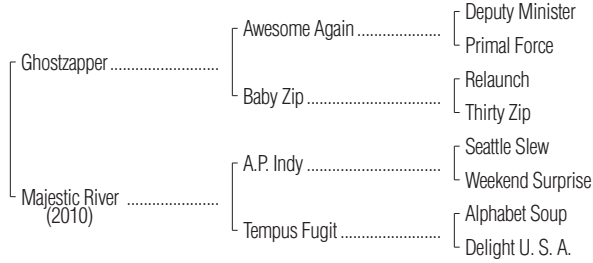 Deputy Minister
Awesome Again ....................
Primal Force
Ghostzapper ..........................
Relaunch
Baby Zip ................................
Thirty Zip
Seattle Slew
A.P. Indy ................................
Weekend Surprise
Majestic River ......................
(2010)
Alphabet Soup
Tempus Fugit ........................
Delight U. S. A.